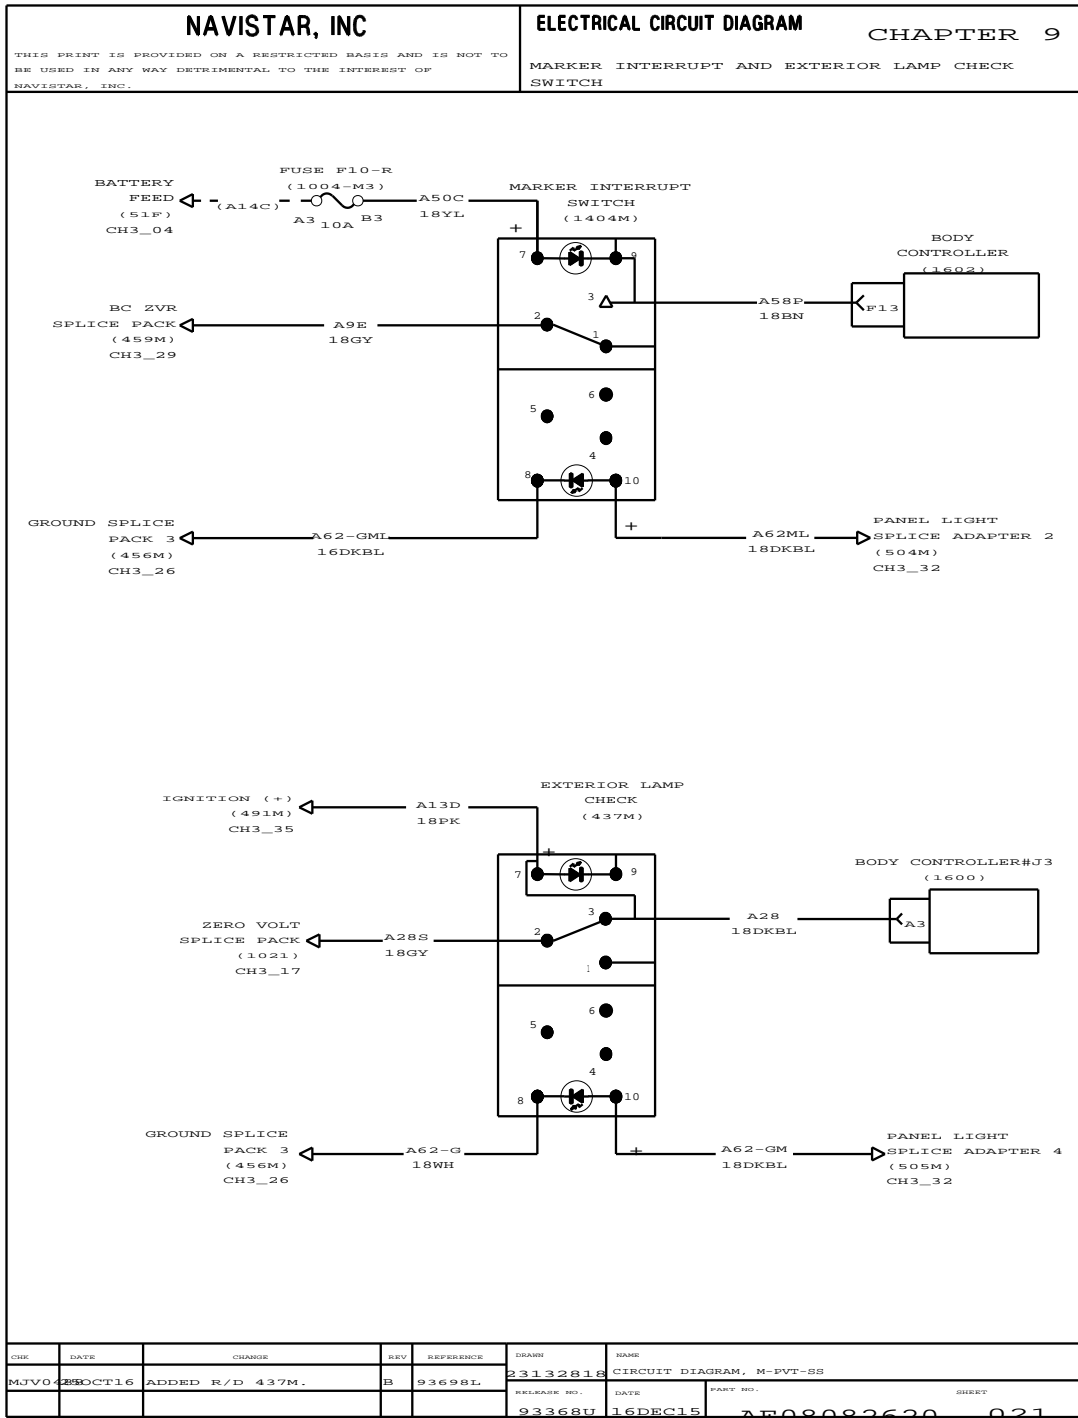 NAVISTAR, INC
THIS PRINT IS PROVIDED ON A RESTRICTED BASIS AND IS NOT TO
BE USED IN ANY WAY DETRIMENTAL TO THE INTEREST OF
NAVISTAR, INC.
ELECTRICAL CIRCUIT DIAGRAM
CHAPTER 9
MARKER INTERRUPT AND EXTERIOR LAMP CHECK
SWITCH
BATTERY
FEED
(51F)
CH3_04
(A14C)
FUSE F10-R
(1004-M3)
A3
10A
B3
A50C
18YL
MARKER INTERRUPT
SWITCH
(1404M)
+
7
9
3
2
1
6
5
4
8
10
+
BODY
CONTROLLER
(1602)
A58P
18BN
F13
BC ZVR
SPLICE PACK
(459M)
CH3_29
A9E
18GY
GROUND SPLICE
PACK 3
(456M)
CH3_26
A62-GML
16DKBL
A62ML
18DKBL
PANEL LIGHT
SPLICE ADAPTER 2
(504M)
CH3_32
IGNITION (+)
(491M)
CH3_35
A13D
18PK
EXTERIOR LAMP
CHECK
(437M)
+
7
9
3
2
1
6
5
4
8
10
+
BODY CONTROLLER#J3
(1600)
A28
18DKBL
A3
ZERO VOLT
SPLICE PACK
(1021)
CH3_17
A28S
18GY
GROUND SPLICE
PACK 3
(456M)
CH3_26
A62-G
18WH
A62-GM
18DKBL
PANEL LIGHT
SPLICE ADAPTER 4
(505M)
CH3_32
CHK DATE CHANGE REV REFERENCE
OCT16 ADDED R/D 437M. B 93698L
DRAWN
23132818
NAME
CIRCUIT DIAGRAM, M-PVT-SS
RELEASE NO.
93368U
DATE
16DEC15
PART NO.
SHEET
021